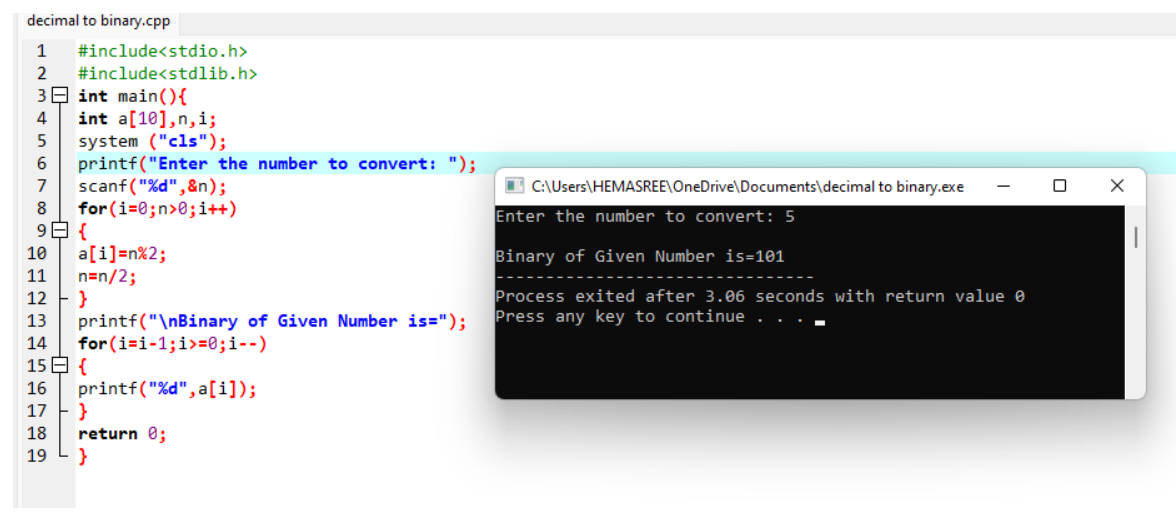 decimal to binary.cpp
1 #include<stdio.h>
2 #include<stdlib.h>
3 int main(){
4 int a[10],n,i;
5 system ("cls");
6 printf("Enter the number to convert: ");
7 scanf("%d",&n);
8 for(i=0;n>0;i++)
9 {
10 a[i]=n%2;
11 n=n/2;
12 }
13 printf("\nBinary of Given Number is=");
14 for(i=i-1;i>=0;i--)
15 {
16 printf("%d",a[i]);
17 }
18 return 0;
19 }
C:\Users\HEMASREE\OneDrive\Documents\decimal to binary.exe
Enter the number to convert: 5
Binary of Given Number is=101
--------------------------------
Process exited after 3.06 seconds with return value 0
Press any key to continue . . .